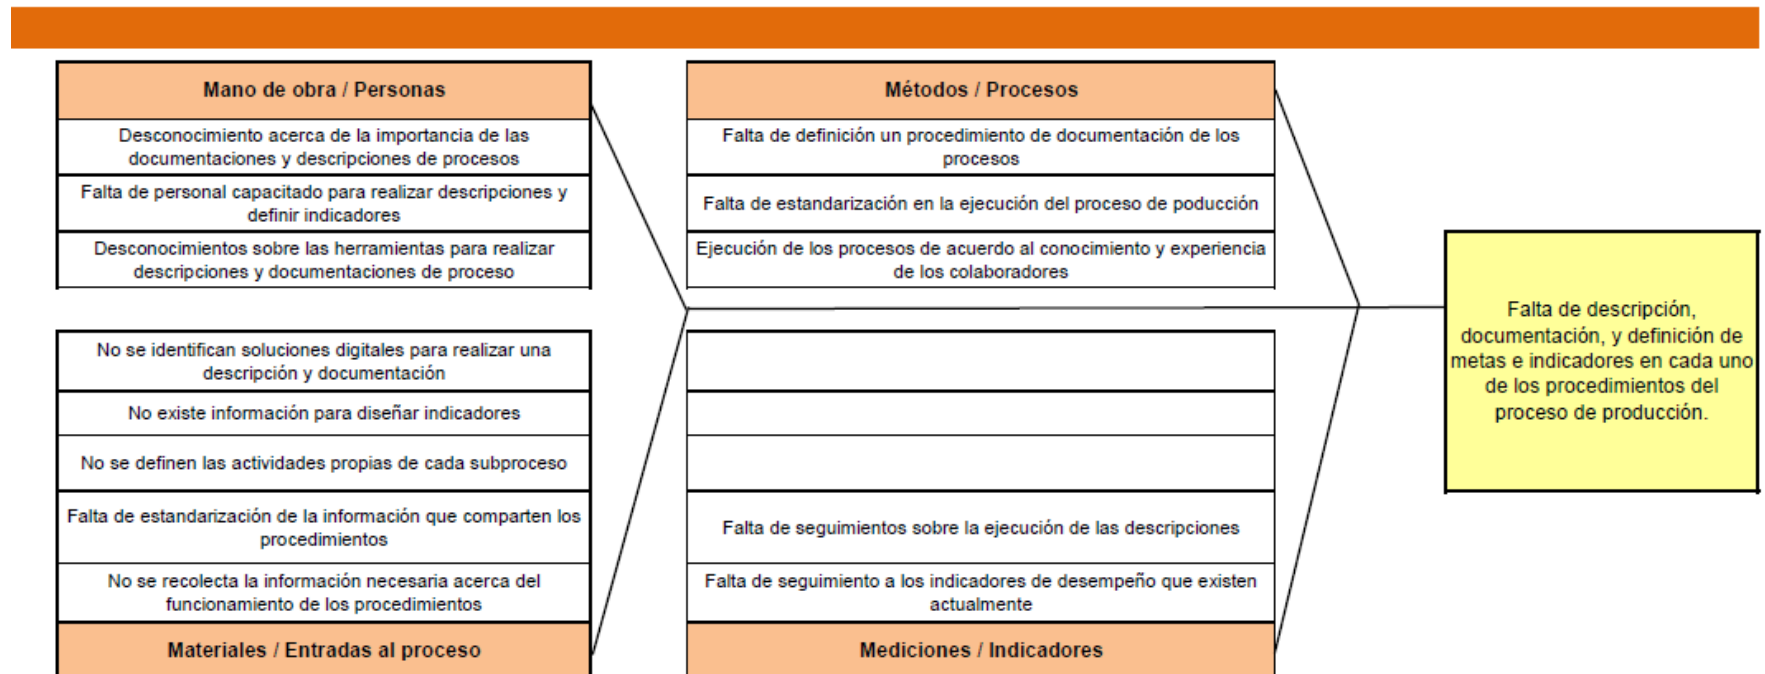 Mano de obra / Personas
Desconocimiento acerca de la importancia de las
documentaciones y descripciones de procesos
Falta de personal capacitado para realizar descripciones y
definir indicadores
Desconocimientos sobre las herramientas para realizar
descripciones y documentaciones de proceso
Métodos / Procesos
Falta de definición un procedimiento de documentación de los
procesos
Falta de estandarización en la ejecución del proceso de poducción
Ejecución de los procesos de acuerdo al conocimiento y experiencia
de los colaboradores
No se identifican soluciones digitales para realizar una
descripción y documentación
No existe información para diseñar indicadores
No se definen las actividades propias de cada subproceso
Falta de estandarización de la información que comparten los
procedimientos
No se recolecta la información necesaria acerca del
funcionamiento de los procedimientos
Materiales / Entradas al proceso
Falta de seguimientos sobre la ejecución de las descripciones
Falta de seguimiento a los indicadores de desempeño que existen
actualmente
Mediciones / Indicadores
Falta de descripción,
documentación, y definición de
metas e indicadores en cada uno
de los procedimientos del
proceso de producción.